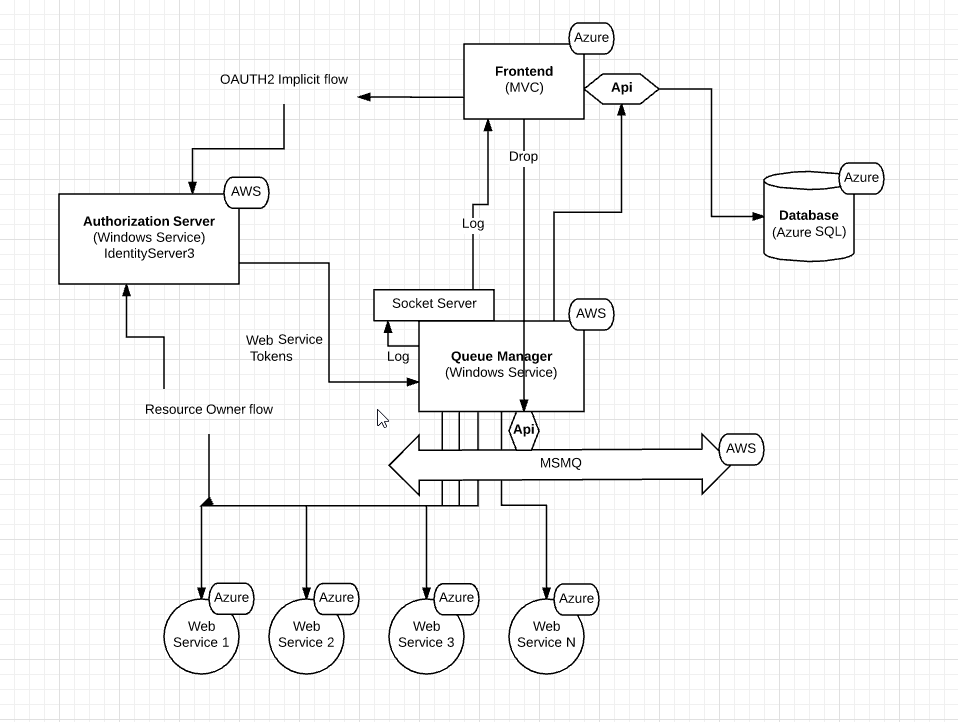 Azure
Frontend
(MVC)
Api
OAUTH2 Implicit flow
Drop
AWS
Azure
Authorization Server
(Windows Service)
IdentityServer3
Database
(Azure SQL)
Log
Socket Server
AWS
Web Service
Tokens
Log
Queue Manager
(Windows Service)
Resource Owner flow
Api
MSMQ
AWS
Azure
Azure
Azure
Azure
Web
Service 1
Web
Service 2
Web
Service 3
Web
Service N